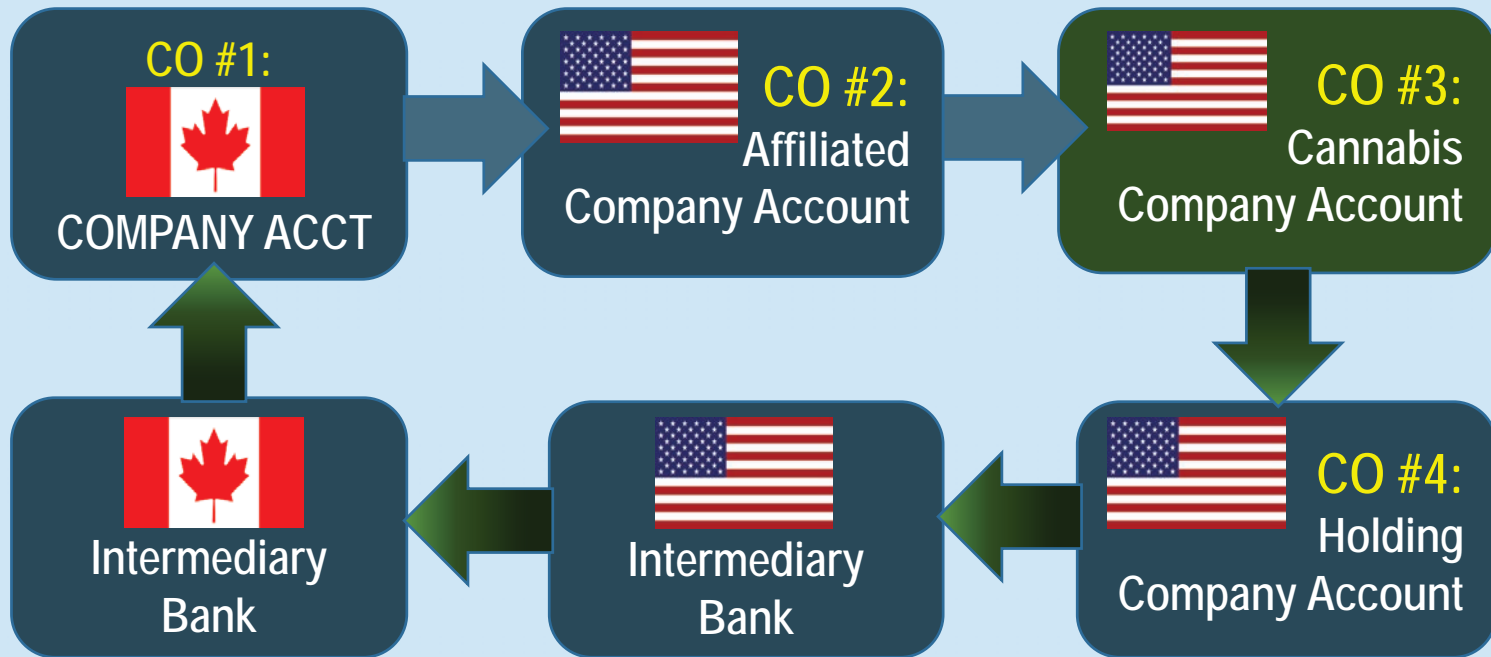 CO #1:
COMPANY ACCT
CO #2:
Affiliated
Company Account
CO #3:
Cannabis
Company Account
Intermediary
Bank
Intermediary
Bank
CO #4:
Holding
Company Account